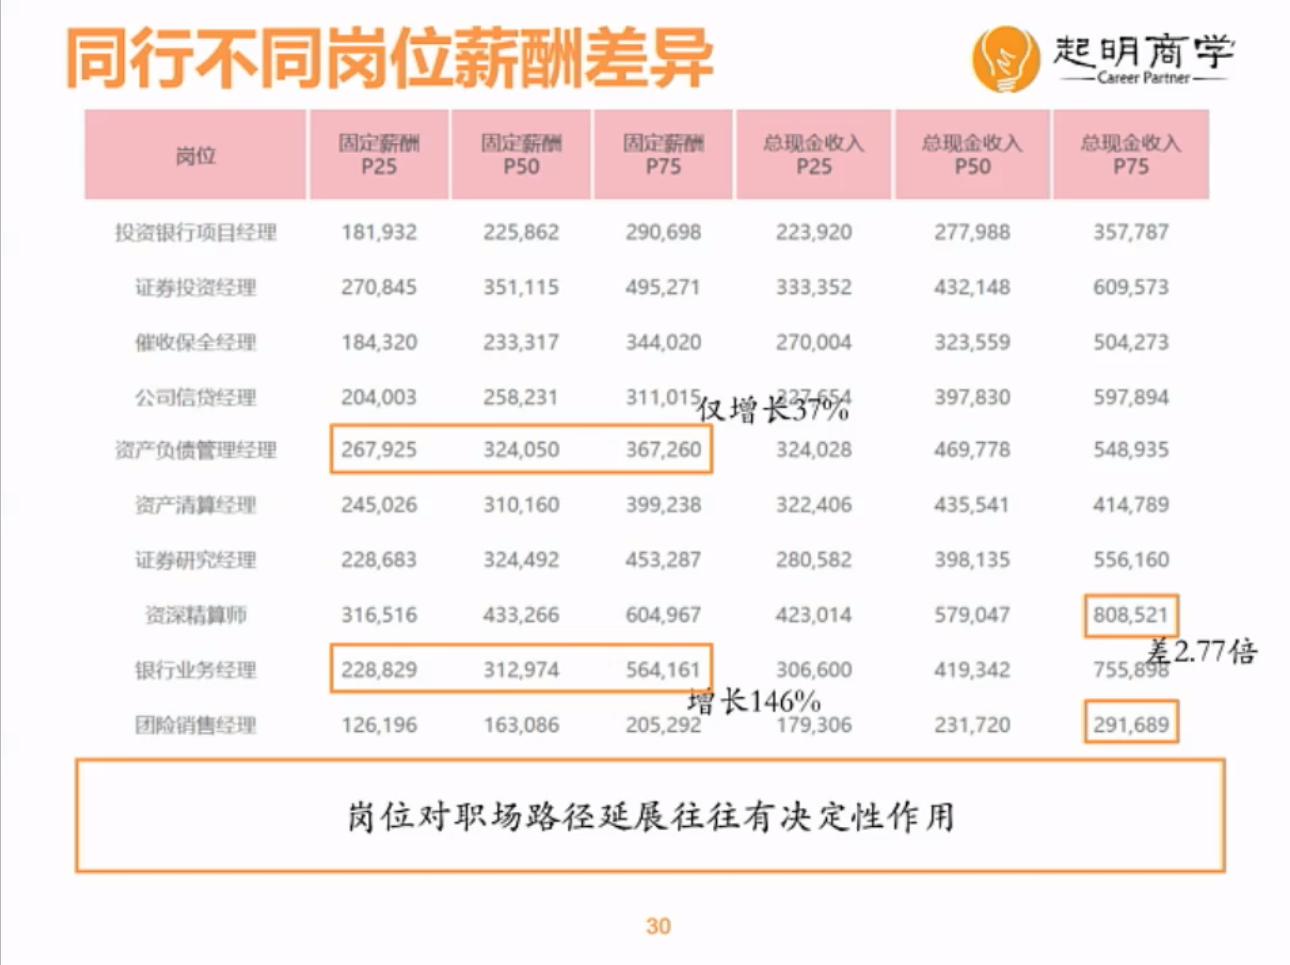 同行不同岗位薪酬差异
起明商学
Career Partner
岗位 固定薪酬 P25 固定薪酬 P50 固定薪酬 P75 总现金收入 P25 总现金收入 P50 总现金收入 P75
投资银行项目经理 181,932 225,862 290,698 223,920 277,988 357,787
证券投资经理 270,845 351,115 495,271 333,352 432,148 609,573
催收保全经理 184,320 233,317 344,020 270,004 323,559 504,273
公司信贷经理 204,003 258,231 311,015 327,654 397,830 597,894
仅增长37%
资产负债管理经理 267,925 324,050 367,260 324,028 469,778 548,935
资产清算经理 245,026 310,160 399,238 322,406 435,541 414,789
证券研究经理 228,683 324,492 453,287 280,582 398,135 556,160
资深精算师 316,516 433,266 604,967 423,014 579,047 808,521
差2.77倍
银行业务经理 228,829 312,974 564,161 306,600 419,342 755,898
增长146%
团险销售经理 126,196 163,086 205,292 179,306 231,720 291,689
岗位对职场路径延展往往有决定性作用
30